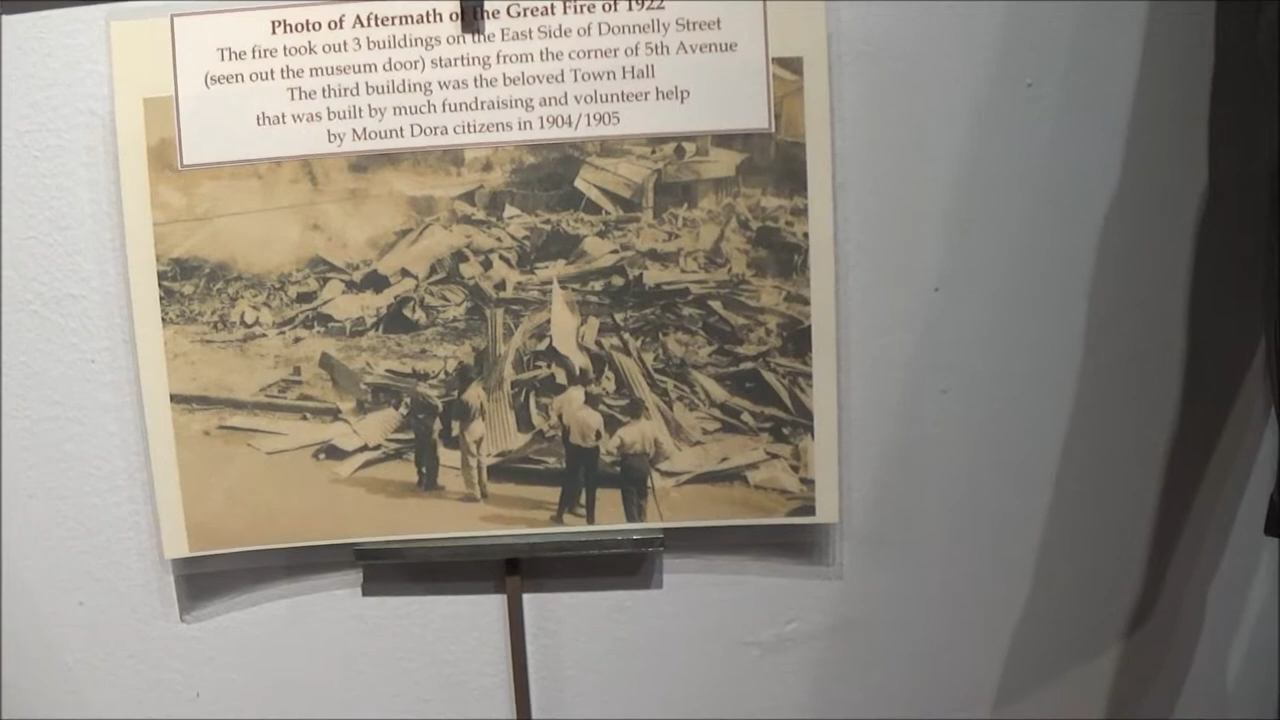 Photo of Aftermath of the Great Fire of 1922
The fire took out 3 buildings on the East Side of Donnelly Street
(seen out the museum door) starting from the corner of 5th Avenue
The third building was the beloved Town Hall
that was built by much fundraising and volunteer help
by Mount Dora citizens in 1904/1905